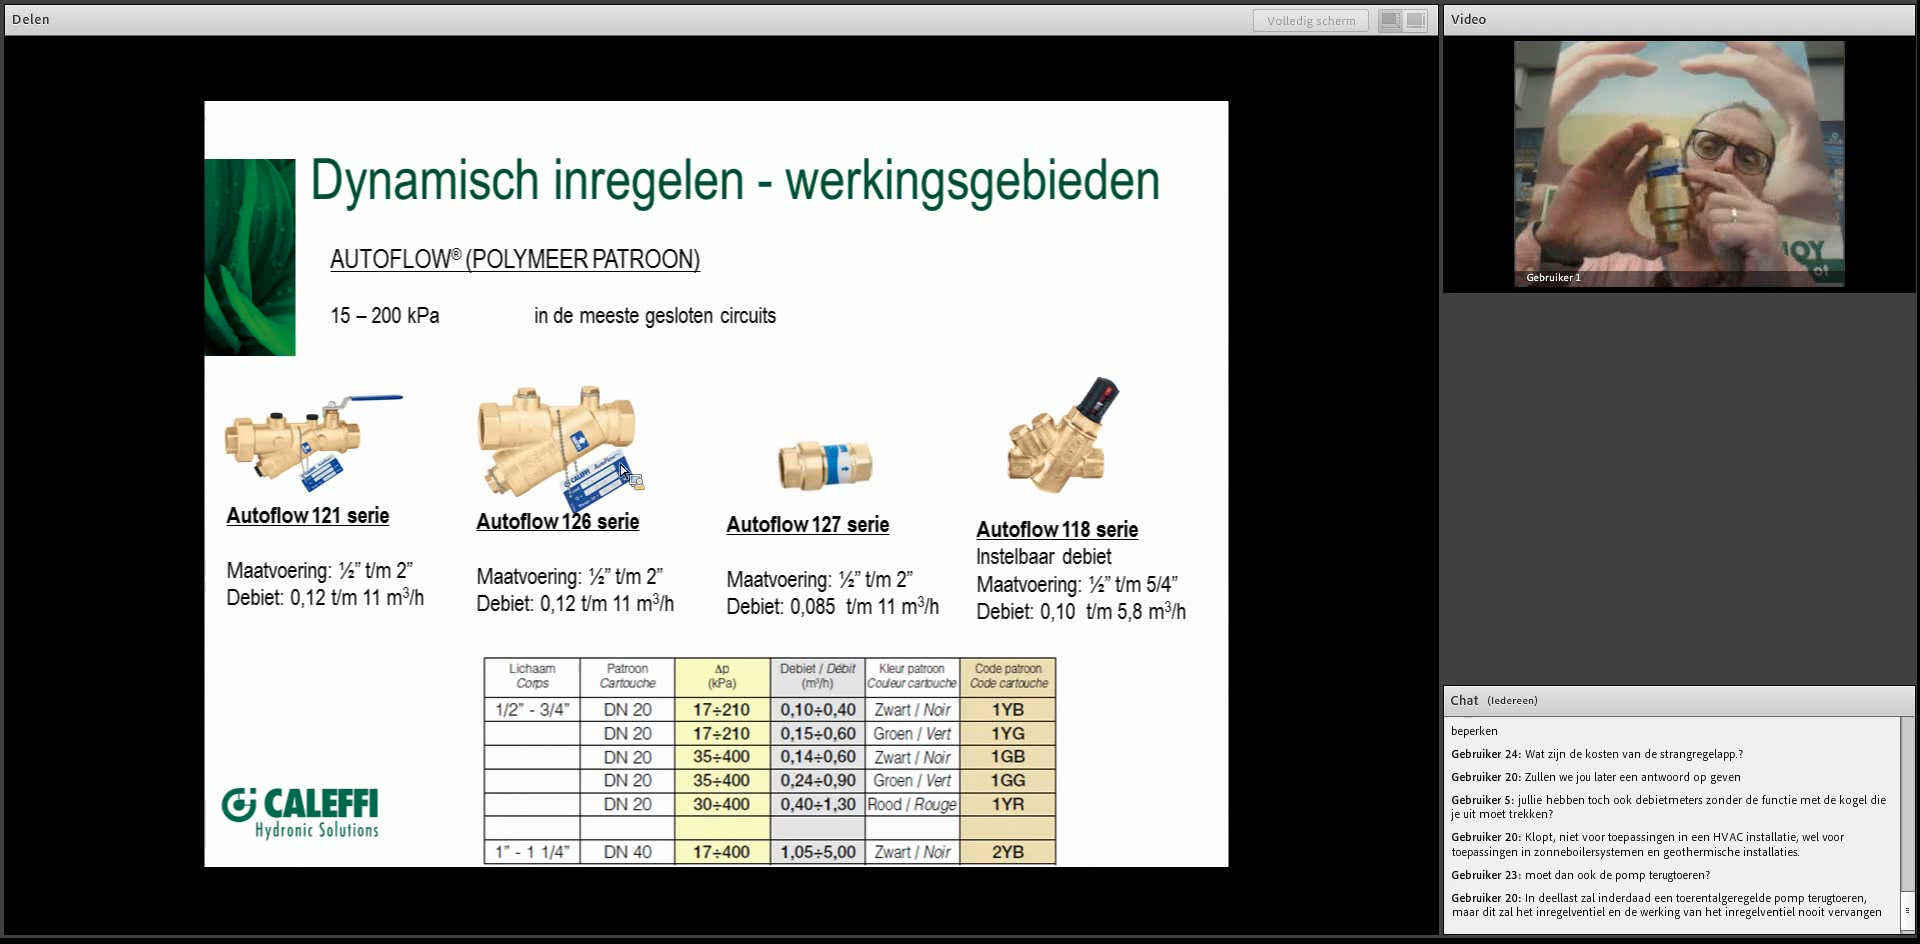 Delen
Volledig scherm
Dynamisch inregelen - werkingsgebieden
AUTOFLOW® (POLYMEER PATROON)
15 – 200 kPa in de meeste gesloten circuits
Autoflow 121 serie
Maatvoering: ½” t/m 2”
Debiet: 0,12 t/m 11 m³/h
Autoflow 126 serie
Maatvoering: ½” t/m 2”
Debiet: 0,12 t/m 11 m³/h
Autoflow 127 serie
Maatvoering: ½” t/m 2”
Debiet: 0,085 t/m 11 m³/h
Autoflow 118 serie
Instelbaar debiet
Maatvoering: ½” t/m 5/4”
Debiet: 0,10 t/m 5,8 m³/h
Lichaam Patroon Δp Debiet / Débit Kleur patroon Code patroon
Corps Cartouche (kPa) (m³/h) Couleur cartouche Code cartouche
1/2” - 3/4” DN 20 17÷210 0,10÷0,40 Zwart / Noir 1YB
DN 20 17÷210 0,15÷0,60 Groen / Vert 1YG
DN 20 35÷400 0,14÷0,60 Zwart / Noir 1GB
DN 20 35÷400 0,24÷0,90 Groen / Vert 1GG
DN 20 30÷400 0,40÷1,30 Rood / Rouge 1YR
1” - 1 1/4” DN 40 17÷400 1,05÷5,00 Zwart / Noir 2YB
CALEFFI
Hydronic Solutions
Video
Gebruiker 1
Chat (Iedereen)
beperken
Gebruiker 24: Wat zijn de kosten van de strangregelapp.?
Gebruiker 20: Zullen we jou later een antwoord op geven
Gebruiker 5: jullie hebben toch ook debietmeters zonder de functie met de kogel die
je uit moet trekken?
Gebruiker 20: Klopt, niet voor toepassingen in een HVAC installatie, wel voor
toepassingen in zonneboilersystemen en geothermische installaties.
Gebruiker 23: moet dan ook de pomp terugtoeren?
Gebruiker 20: In deellast zal inderdaad een toerentalgeregelde pomp terugtoeren,
maar dit zal het inregelventiel en de werking van het inregelventiel nooit vervangen